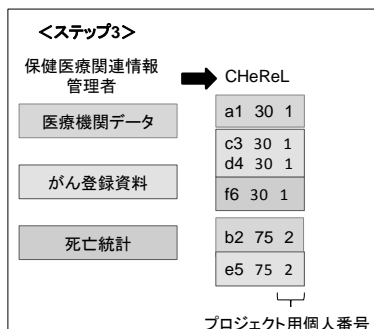 ＜ステップ3＞
保健医療関連情報
管理者
CHeReL
医療機関データ
がん登録資料
死亡統計
a1 30 1
c3 30 1
d4 30 1
f6 30 1
b2 75 2
e5 75 2
プロジェクト用個人番号